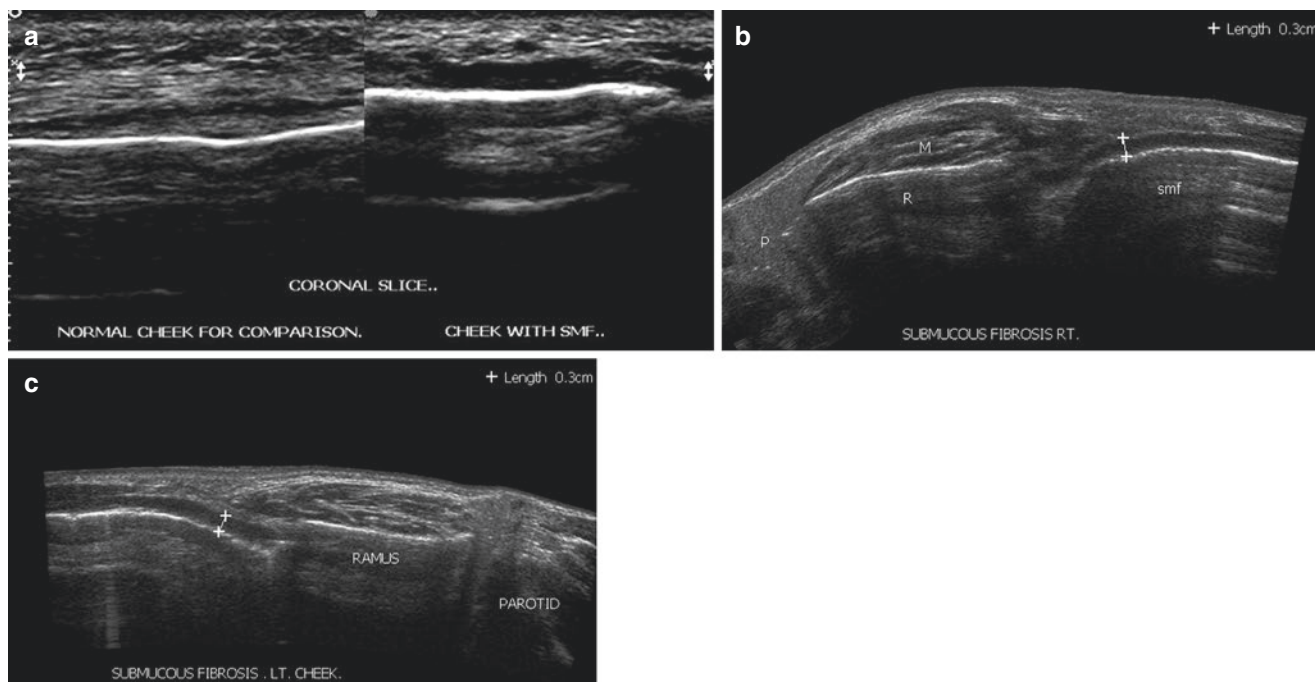 a
CORONAL SLICE..
NORMAL CHEEK FOR COMPARISON.
CHEEK WITH SMF..
b
+ Length 0.3cm
M
R
smf
P
SUBMUCOUS FIBROSIS RT.
c
+ Length 0.3cm
RAMUS
PAROTID
SUBMUCOUS FIBROSIS . LT. CHEEK.